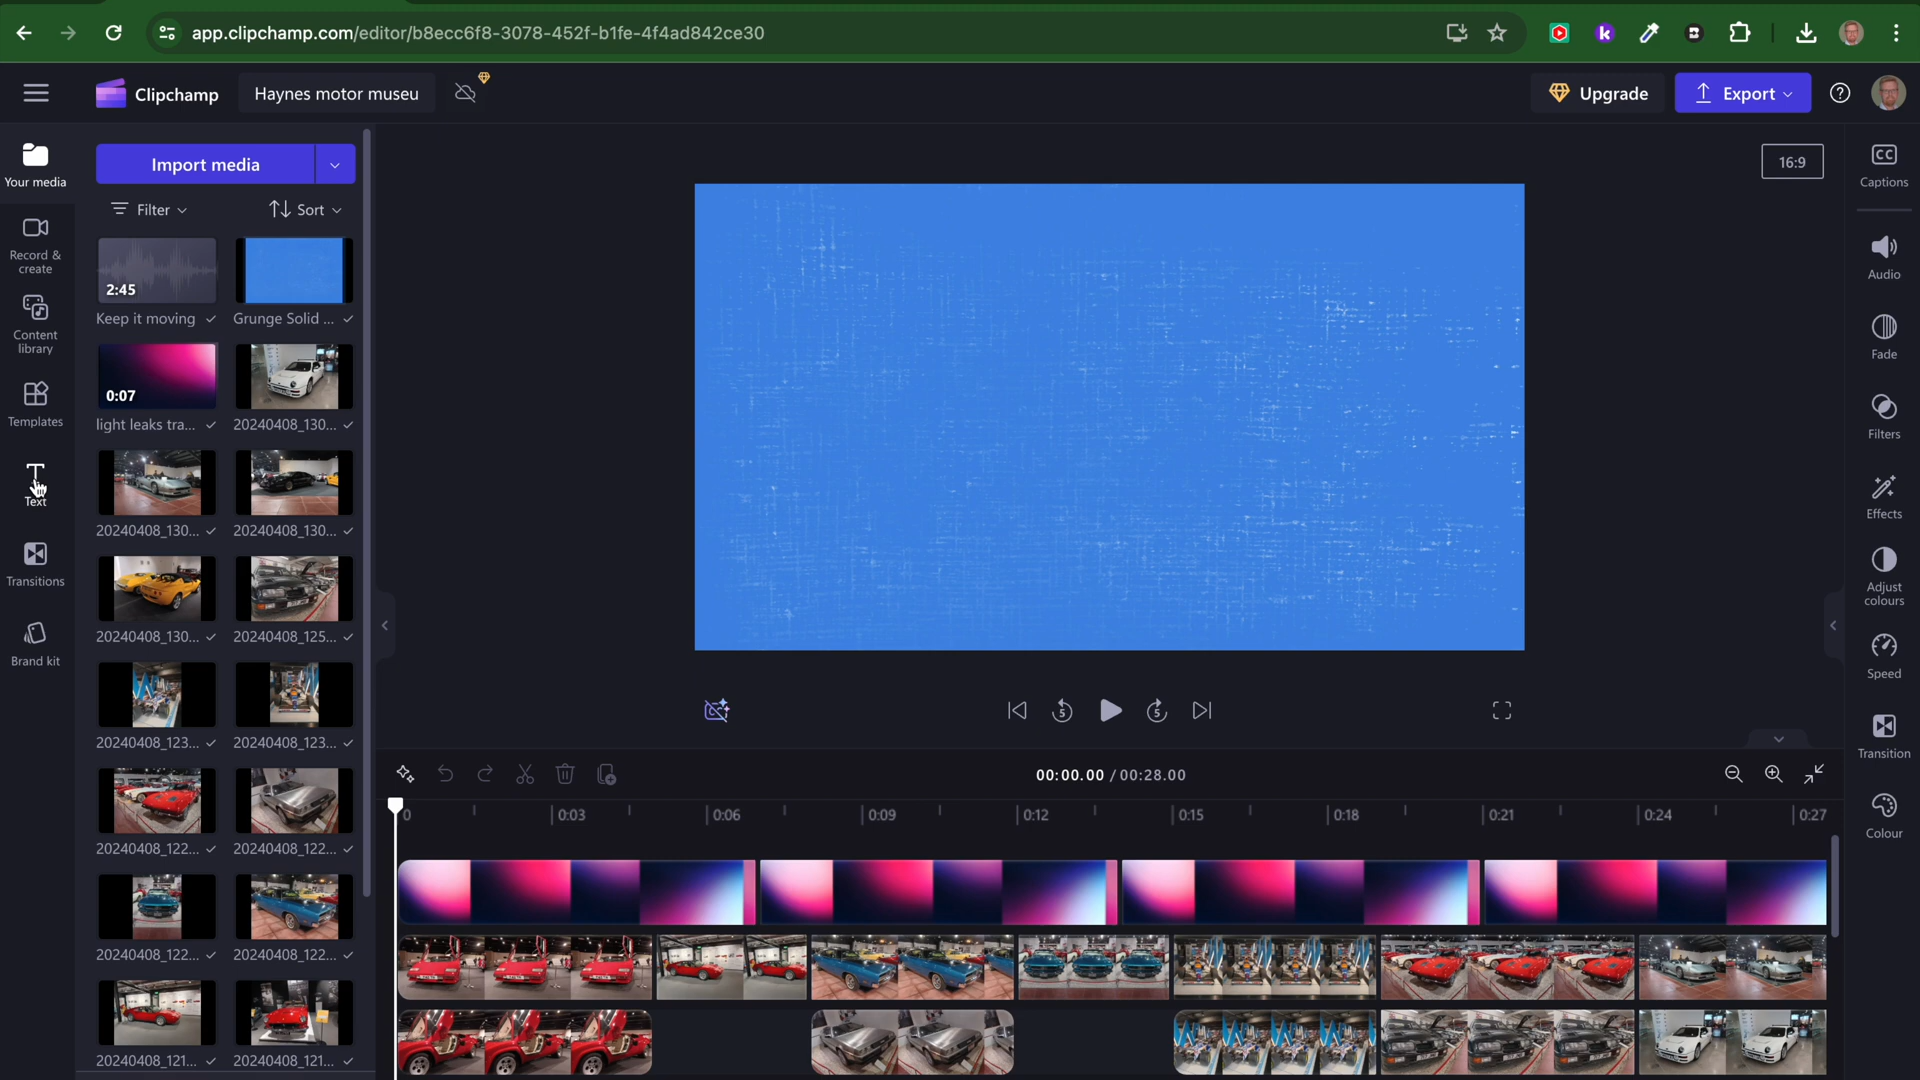 app.clipchamp.com/editor/b8ecc6f8-3078-452f-b1fe-4f4ad842ce30
Clipchamp
Haynes motor museu
Upgrade
Export
Your media
Record &
create
Content
library
Templates
Text
Transitions
Brand kit
Import media
Filter
Sort
2:45
Keep it moving
Grunge Solid ...
0:07
light leaks tra...
20240408_130...
20240408_130...
20240408_130...
20240408_130...
20240408_125...
20240408_123...
20240408_123...
20240408_122...
20240408_122...
20240408_122...
20240408_122...
20240408_121...
20240408_121...
16:9
CC
Captions
Audio
Fade
Filters
Effects
Adjust
colours
Speed
Transition
Colour
5
5
00:00.00 / 00:28.00
0
0:03
0:06
0:09
0:12
0:15
0:18
0:21
0:24
0:27